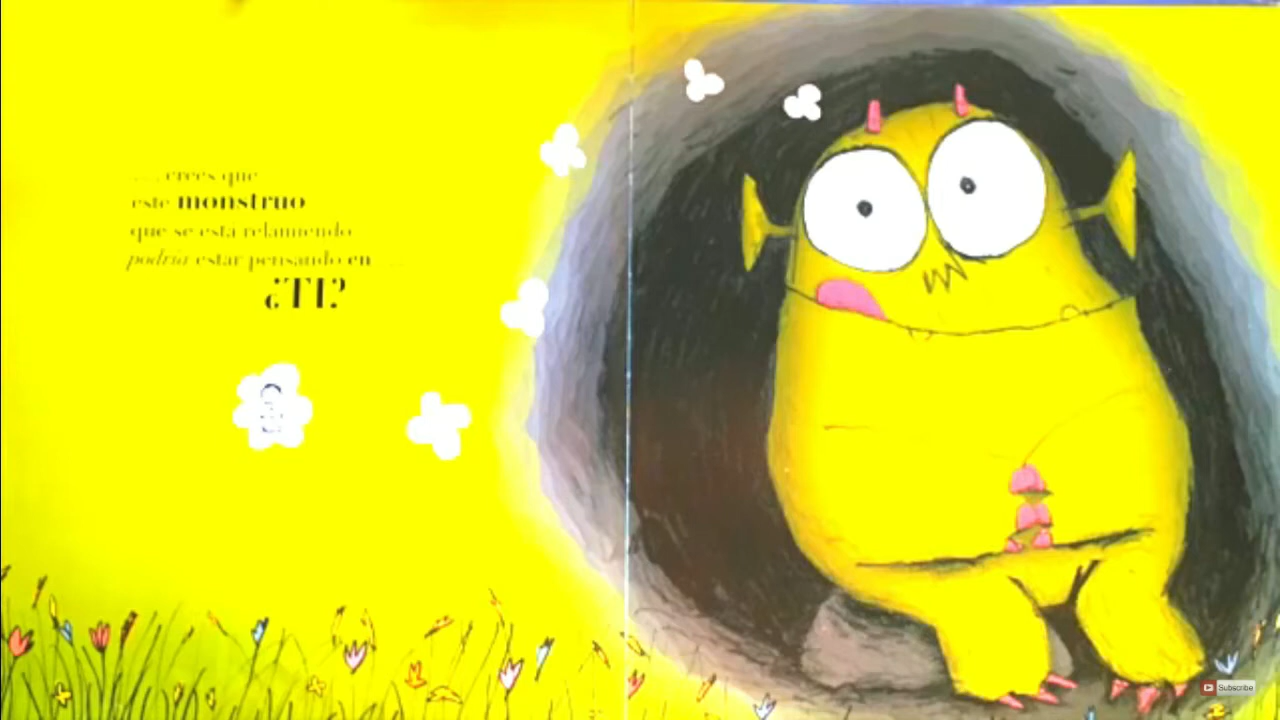 ... crees que
este monstruo
que se está relamiendo
podría estar pensando en ...
¿TI?
Subscribe